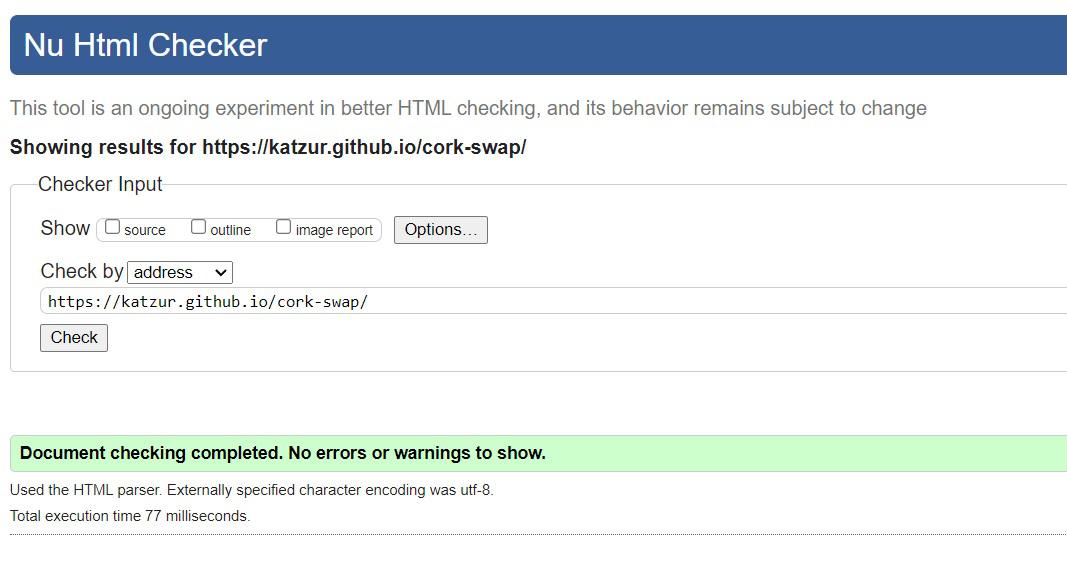 Nu Html Checker
This tool is an ongoing experiment in better HTML checking, and its behavior remains subject to change
Showing results for https://katzur.github.io/cork-swap/
Checker Input
Show source outline image report Options...
Check by address
https://katzur.github.io/cork-swap/
Check
Document checking completed. No errors or warnings to show.
Used the HTML parser. Externally specified character encoding was utf-8.
Total execution time 77 milliseconds.